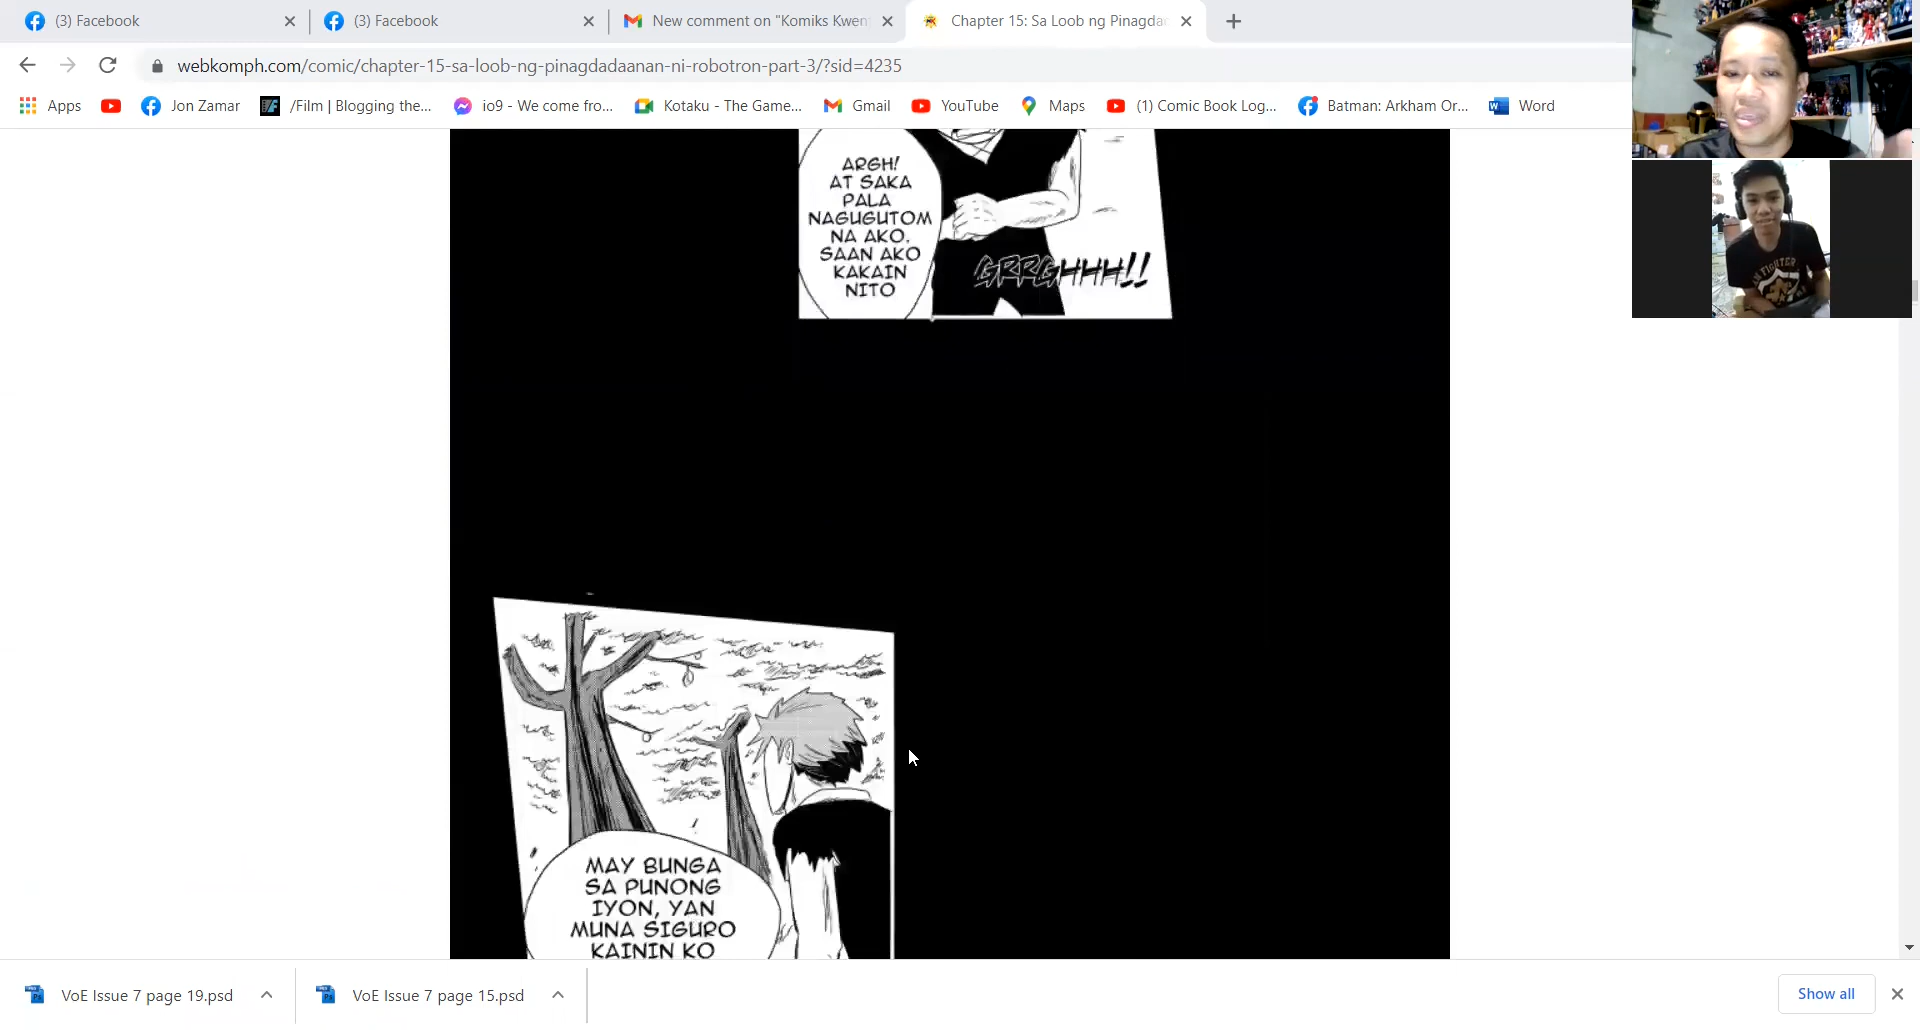 (3) Facebook
(3) Facebook
New comment on "Komiks Kwen
Chapter 15: Sa Loob ng Pinagda
webkomph.com/comic/chapter-15-sa-loob-ng-pinagdadaanan-ni-robotron-part-3/?sid=4235
Apps
Jon Zamar
/Film | Blogging the...
io9 - We come fro...
Kotaku - The Game...
Gmail
YouTube
Maps
(1) Comic Book Log...
Batman: Arkham Or...
Word
ARGH!
AT SAKA
PALA
NAGUGUTOM
NA AKO.
SAAN AKO
KAKAIN
NITO
GRRGHHH!!
MAY BUNGA
SA PUNONG
IYON, YAN
MUNA SIGURO
KAININ KO
FIGHTER
VoE Issue 7 page 19.psd
VoE Issue 7 page 15.psd
Show all